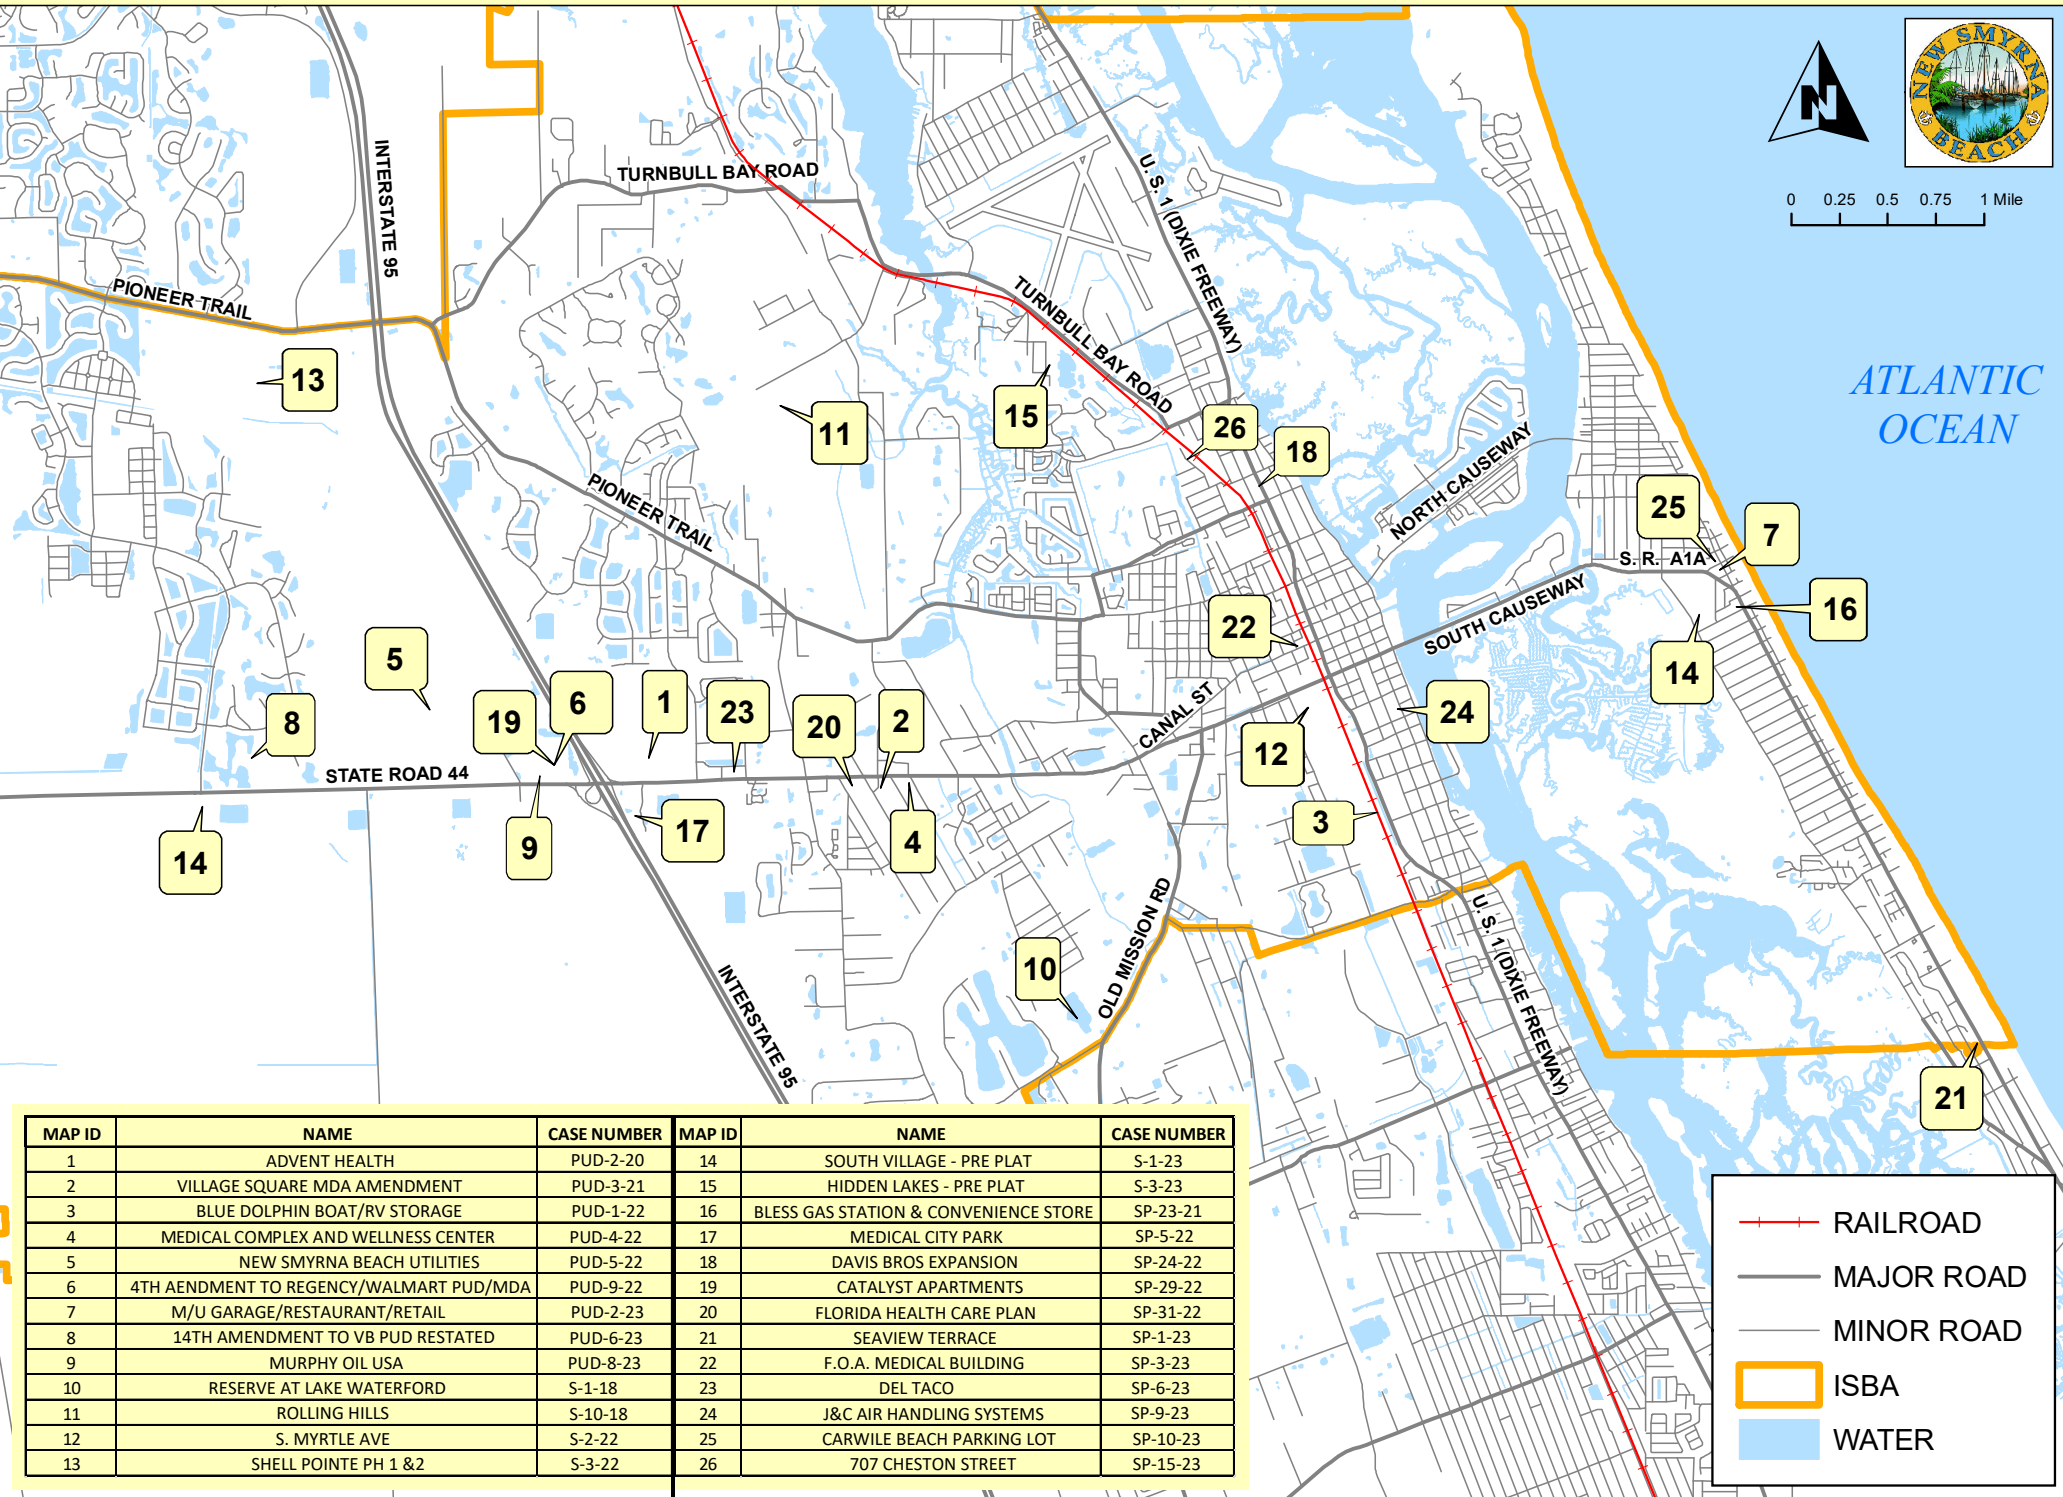 NEW SMYRNA
BEACH
N
0 0.25 0.5 0.75 1 Mile
ATLANTIC
OCEAN
INTERSTATE 95
TURNBULL BAY ROAD
U. S. 1 (DIXIE FREEWAY)
PIONEER TRAIL
TURNBULL BAY ROAD
13
15
11
26
18
NORTH CAUSEWAY
PIONEER TRAIL
25
7
S. R. A1A
SOUTH CAUSEWAY
16
22
5
14
6
1
23
19
8
20
2
CANAL ST
24
12
STATE ROAD 44
3
17
9
4
14
OLD MISSION RD
U. S. 1 (DIXIE FREEWAY)
10
INTERSTATE 95
21
MAP ID NAME CASE NUMBER MAP ID NAME CASE NUMBER
1 ADVENT HEALTH PUD-2-20 14 SOUTH VILLAGE - PRE PLAT S-1-23
2 VILLAGE SQUARE MDA AMENDMENT PUD-3-21 15 HIDDEN LAKES - PRE PLAT S-3-23
3 BLUE DOLPHIN BOAT/RV STORAGE PUD-1-22 16 BLESS GAS STATION & CONVENIENCE STORE SP-23-21
4 MEDICAL COMPLEX AND WELLNESS CENTER PUD-4-22 17 MEDICAL CITY PARK SP-5-22
5 NEW SMYRNA BEACH UTILITIES PUD-5-22 18 DAVIS BROS EXPANSION SP-24-22
6 4TH AENDMENT TO REGENCY/WALMART PUD/MDA PUD-9-22 19 CATALYST APARTMENTS SP-29-22
7 M/U GARAGE/RESTAURANT/RETAIL PUD-2-23 20 FLORIDA HEALTH CARE PLAN SP-31-22
8 14TH AMENDMENT TO VB PUD RESTATED PUD-6-23 21 SEAVIEW TERRACE SP-1-23
9 MURPHY OIL USA PUD-8-23 22 F.O.A. MEDICAL BUILDING SP-3-23
10 RESERVE AT LAKE WATERFORD S-1-18 23 DEL TACO SP-6-23
11 ROLLING HILLS S-10-18 24 J&C AIR HANDLING SYSTEMS SP-9-23
12 S. MYRTLE AVE S-2-22 25 CARWILE BEACH PARKING LOT SP-10-23
13 SHELL POINTE PH 1 &2 S-3-22 26 707 CHESTON STREET SP-15-23
RAILROAD
MAJOR ROAD
MINOR ROAD
ISBA
WATER